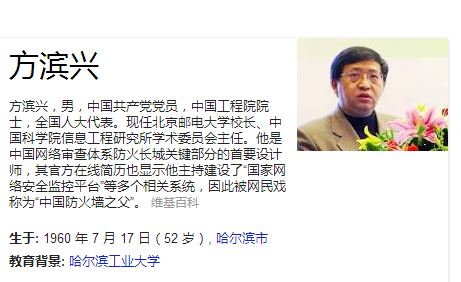 方滨兴
方滨兴，男，中国共产党党员，中国工程院院
士，全国人大代表。现任北京邮电大学校长、中
国科学院信息工程研究所学术委员会主任。他是
中国网络审查体系防火长城关键部分的首要设计
师，其官方在线简历也显示他主持建设了“国家网
络安全监控平台”等多个相关系统，因此被网民戏
称为“中国防火墙之父”。 维基百科
生于: 1960 年 7 月 17 日（52 岁）, 哈尔滨市
教育背景: 哈尔滨工业大学